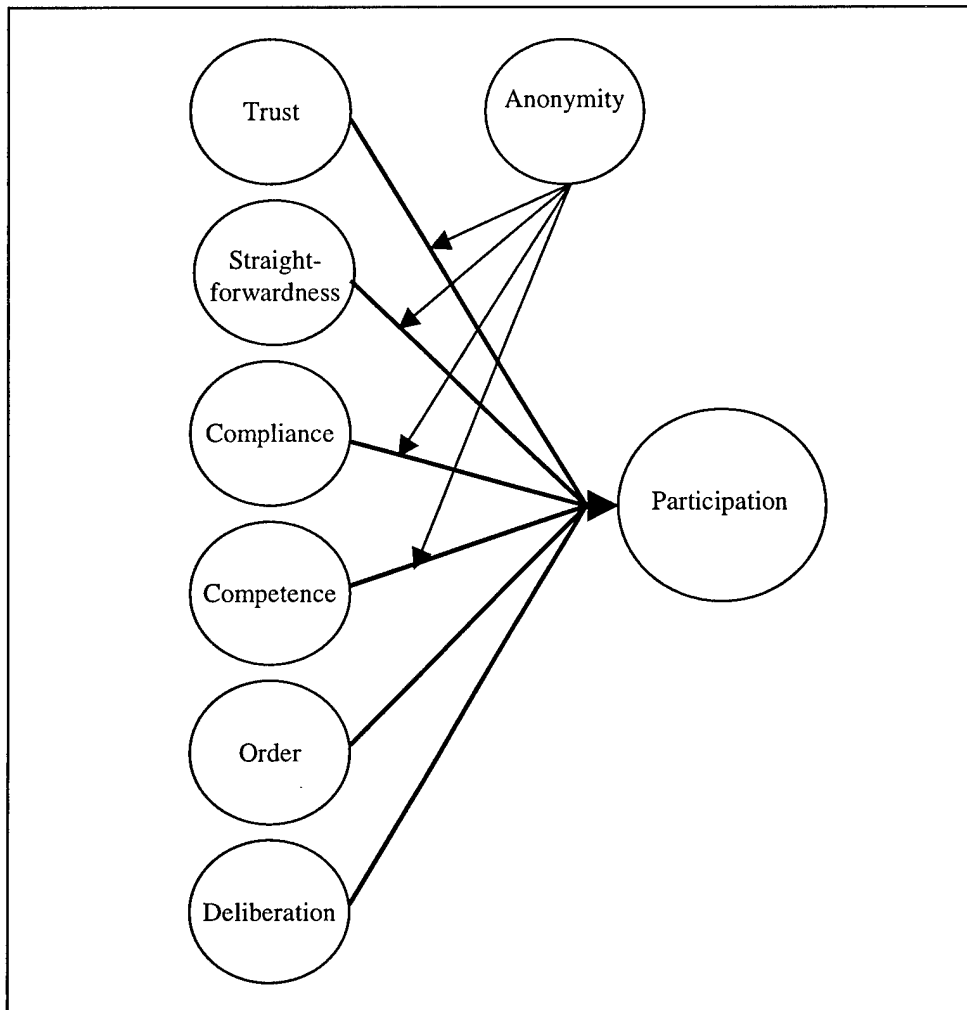 Trust
Anonymity
Straight-
forwardness
Compliance
Participation
Competence
Order
Deliberation